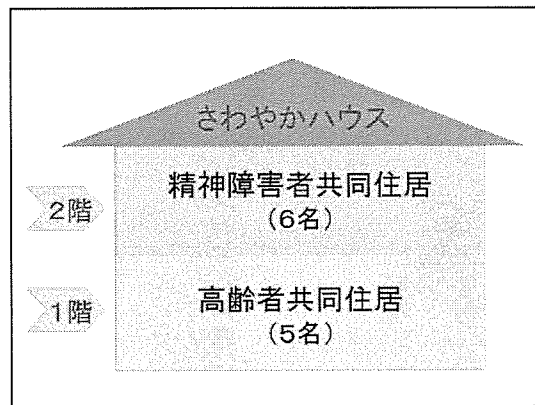 さわやかハウス
2階
精神障害者共同住居
(6名)
1階
高齢者共同住居
(5名)